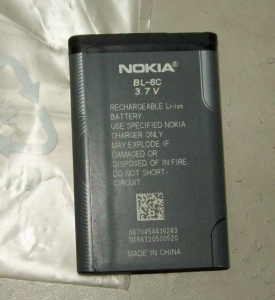 NOKIA®
BL-6C
3.7 V
RECHARGEABLE Li-ion
BATTERY
USE SPECIFIED NOKIA
CHARGER ONLY
MAY EXPLODE IF
DAMAGED OR
DISPOSED OF IN FIRE
DO NOT SHORT-
CIRCUIT
0670454436243
MADE IN CHINA